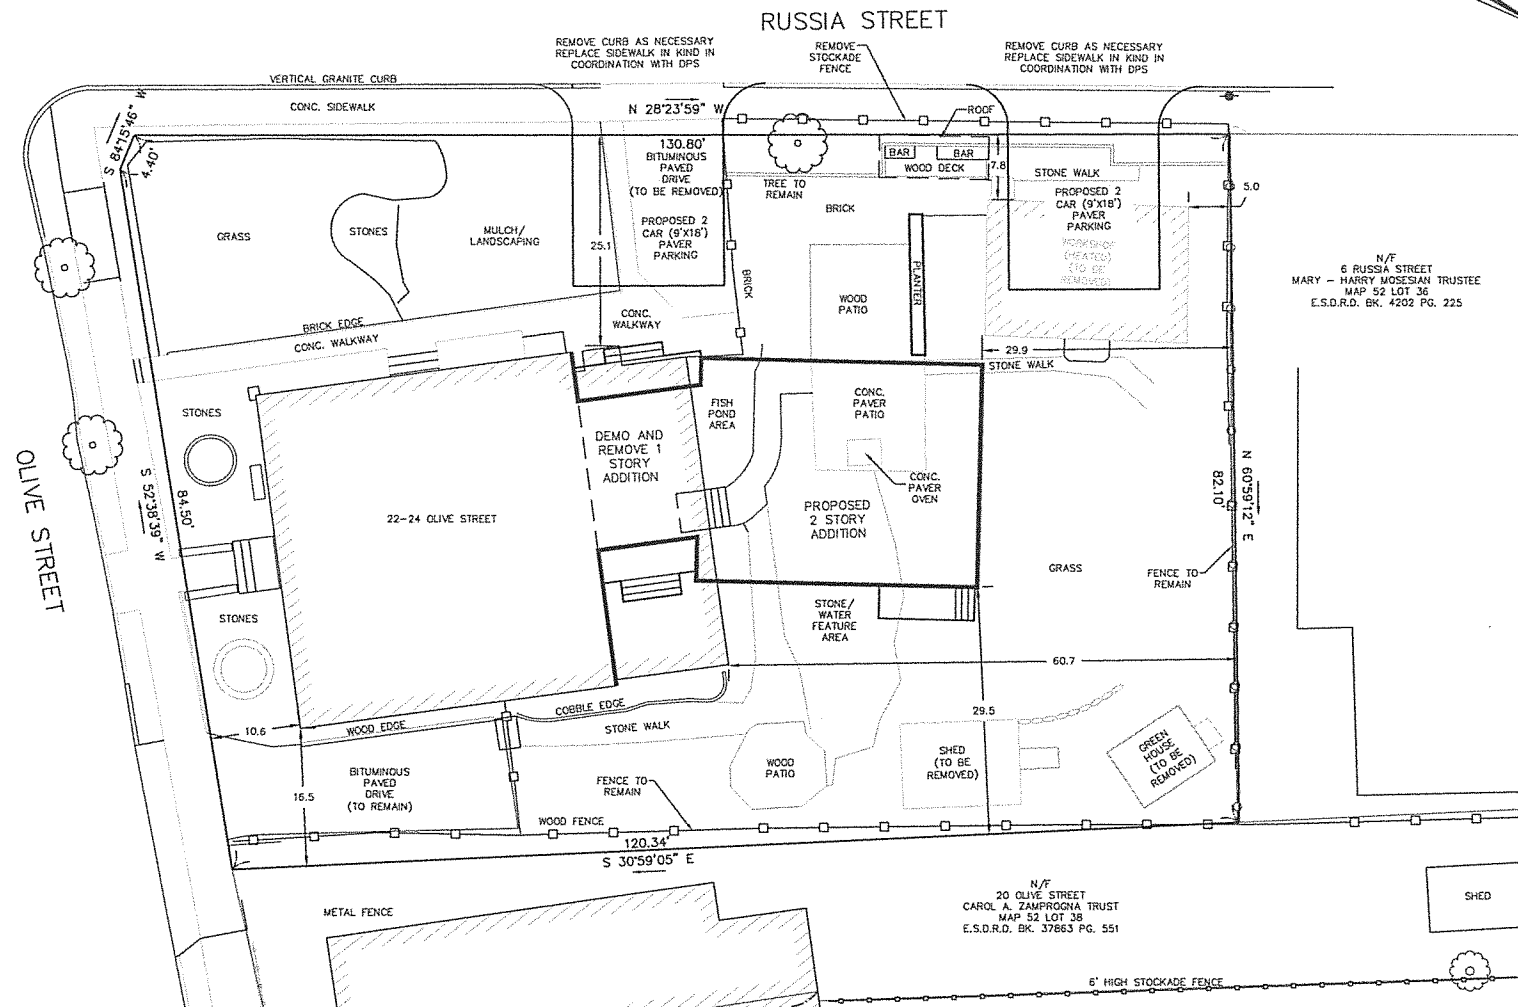 RUSSIA STREET
REMOVE CURB AS NECESSARY
REPLACE SIDEWALK IN KIND IN
COORDINATION WITH DPS
REMOVE
STOCKADE
FENCE
REMOVE CURB AS NECESSARY
REPLACE SIDEWALK IN KIND IN
COORDINATION WITH DPS
VERTICAL GRANITE CURB
CONC. SIDEWALK
N 28°23'59" W
130.80'
ROOF
S 84°15'46" W
4.40'
BITUMINOUS
PAVED
DRIVE
(TO BE REMOVED)
PROPOSED 2
CAR (9'X18')
PAVER
PARKING
TREE TO
REMAIN
BAR
BAR
WOOD DECK
7.8
STONE WALK
PROPOSED 2
CAR (9'X18')
PAVER
PARKING
WORKSHOP
(HEATED)
(TO BE
REMOVED)
5.0
BRICK
GRASS
STONES
MULCH/
LANDSCAPING
25.1
BRICK
WOOD
PATIO
PLANTER
N/F
6 RUSSIA STREET
MARY - HARRY MOSESIAN TRUSTEE
MAP 52 LOT 36
E.S.D.R.D. BK. 4202 PG. 225
BRICK EDGE
CONC. WALKWAY
CONC.
WALKWAY
29.9
STONE WALK
STONES
FISH
POND
AREA
CONC.
PAVER
PATIO
DEMO AND
REMOVE 1
STORY
ADDITION
CONC.
PAVER
OVEN
OLIVE STREET
S 52°38'39" W
84.50'
22-24 OLIVE STREET
PROPOSED
2 STORY
ADDITION
N 60°59'12" E
82.10'
GRASS
FENCE TO
REMAIN
STONES
STONE/
WATER
FEATURE
AREA
60.7
10.6
WOOD EDGE
COBBLE EDGE
STONE WALK
29.5
BITUMINOUS
PAVED
DRIVE
(TO REMAIN)
16.5
FENCE TO
REMAIN
WOOD
PATIO
SHED
(TO BE
REMOVED)
GREEN
HOUSE
(TO BE
REMOVED)
WOOD FENCE
120.34'
S 30°59'05" E
METAL FENCE
N/F
20 OLIVE STREET
CAROL A. ZAMPROGNA TRUST
MAP 52 LOT 38
E.S.D.R.D. BK. 37863 PG. 551
SHED
6' HIGH STOCKADE FENCE